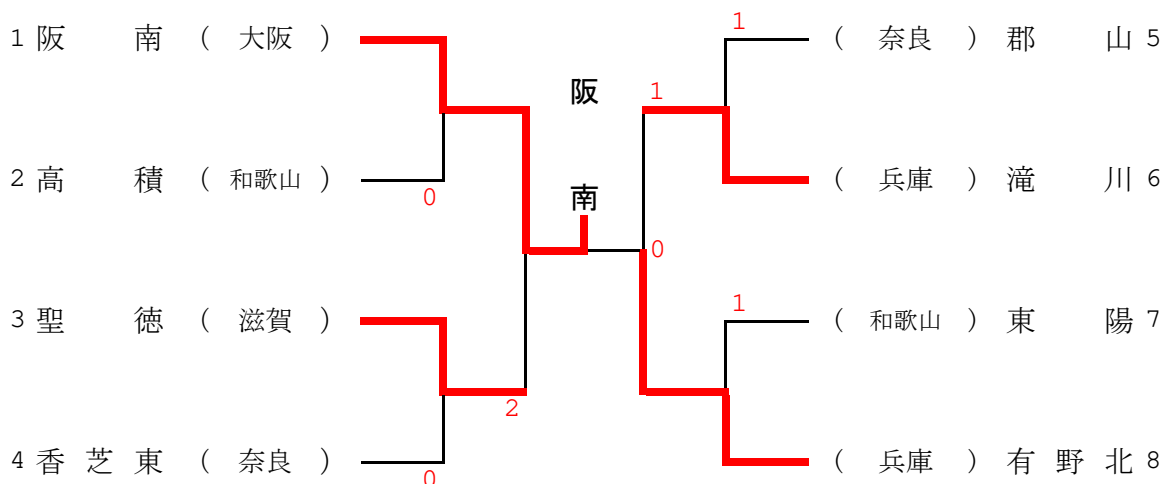 1 阪南 ( 大阪 )
2 高積 ( 和歌山 )
0
3 聖徳 ( 滋賀 )
2
4 香芝東 ( 奈良 )
0
阪南
1
( 奈良 ) 郡山 5
1
( 兵庫 ) 滝川 6
0
1
( 和歌山 ) 東陽 7
( 兵庫 ) 有野北 8